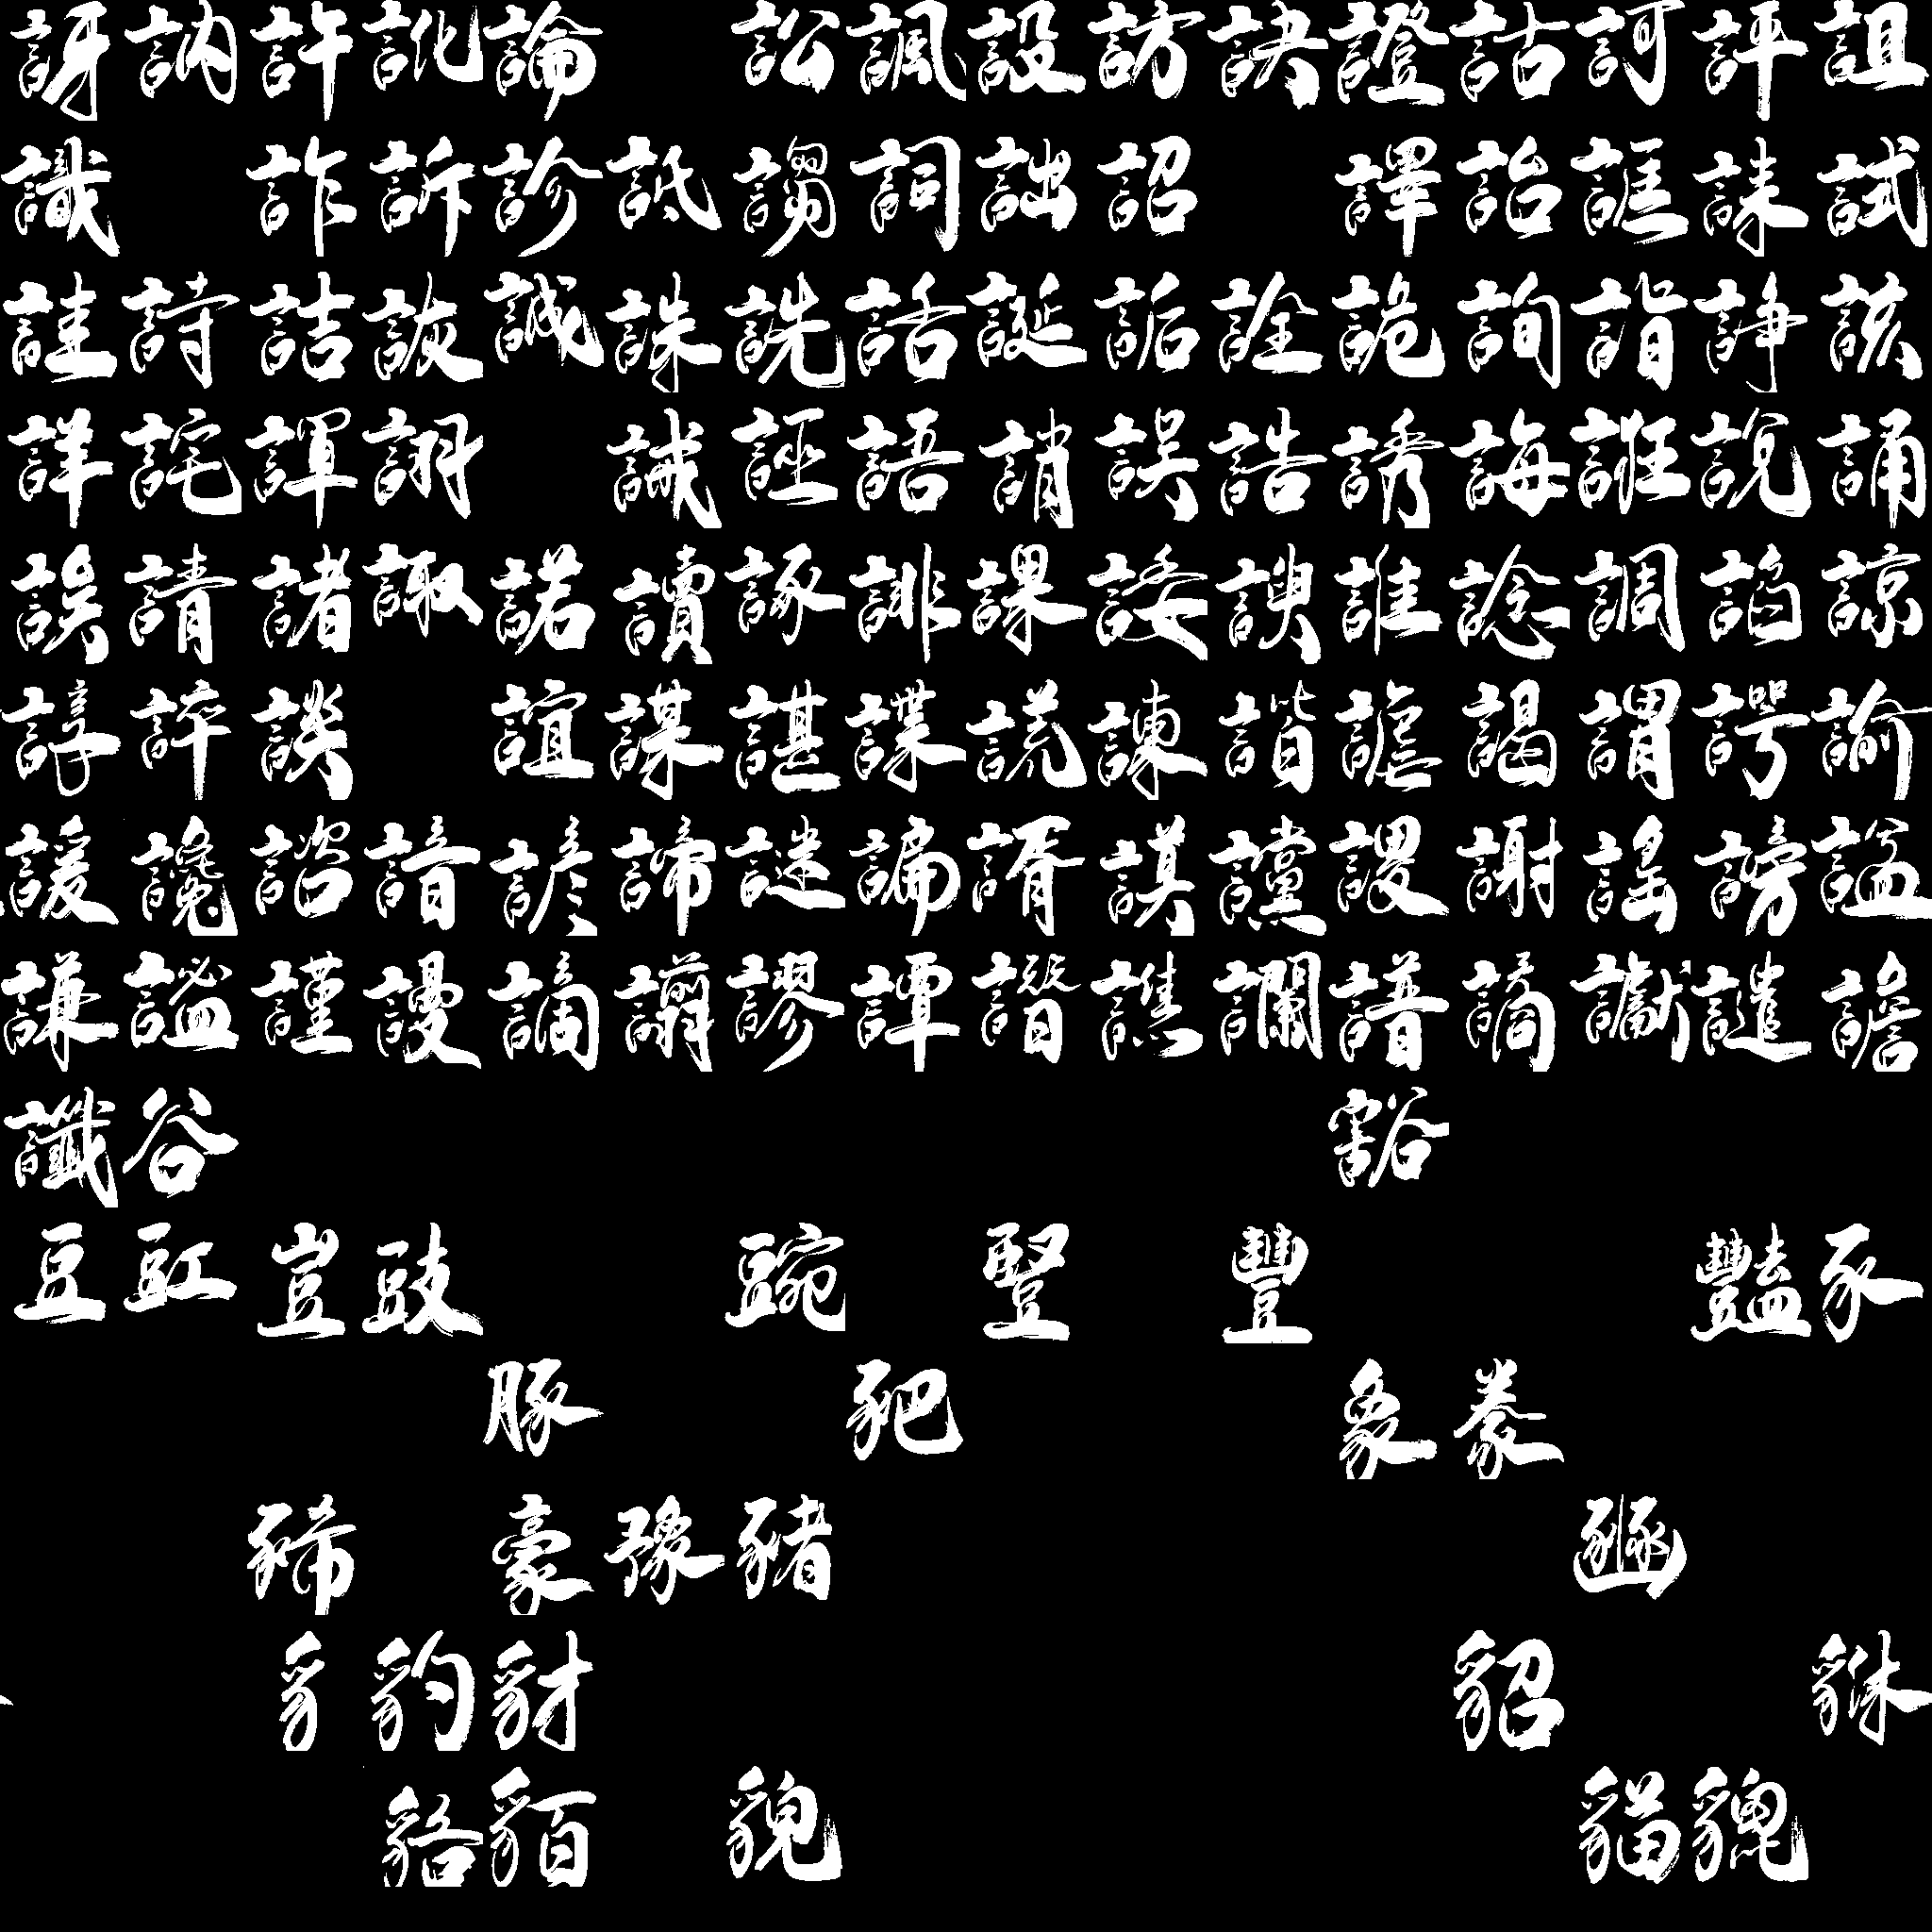 訝訥許訛論 訟諷設訪訣證詁訶評詛
識 詐訴診詆謅詞詘詔 譯詒誆誄試
詿詩詰詼誠誅詵話誕詬詮詭詢詣諍該
詳詫諢詡 誡誣語誚誤誥誘誨誑說誦
誒請諸諏諾讀諑誹課諉諛誰諗調諂諒
諄誶談 誼謀諶諜謊諫諧謔謁謂諤諭
諼讒諮諳諺諦謎諞諝謨讜謖謝謠謗謚
謙謐謹謾謫譾謬譚譖譙讕譜譎讞譴譫
讖谷 豁
豆豇豈豉 豌 豎 豐 豔豕
豚 豝 象豢
豨 豪豫豬 豳
豸豹豺 貂 貅
貉貊 貌 貓貔